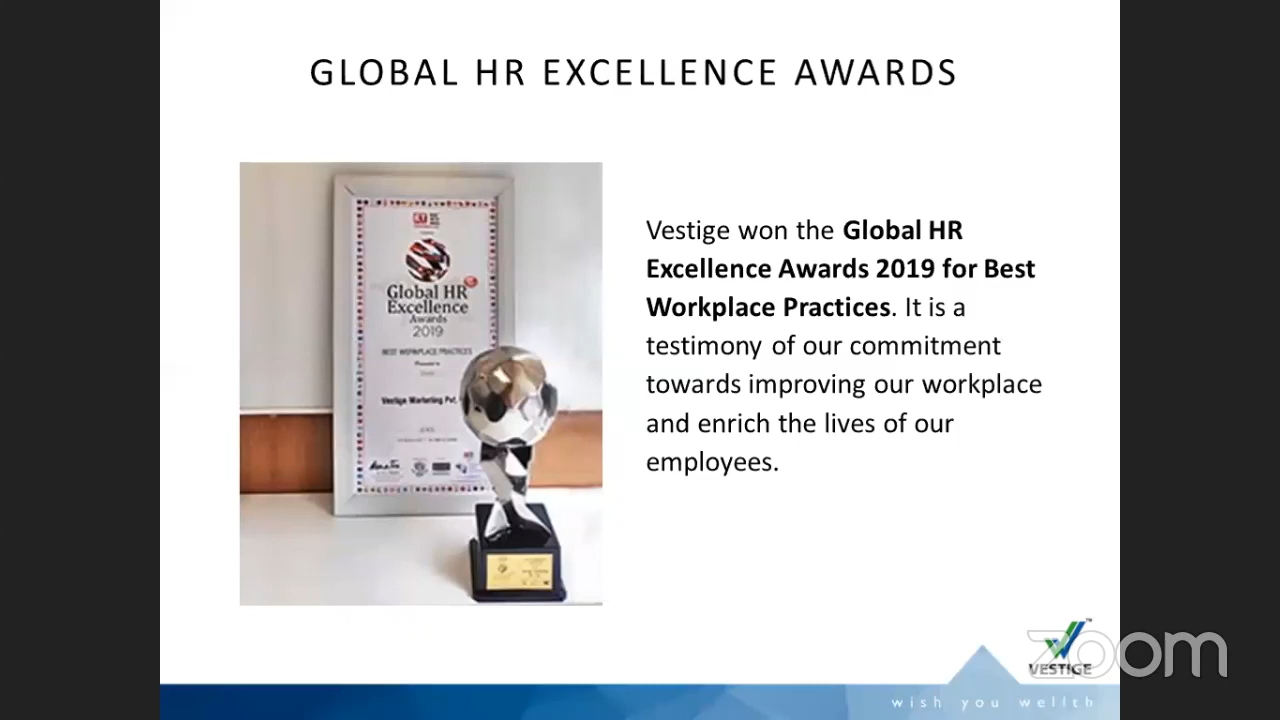 GLOBAL HR EXCELLENCE AWARDS
Global HR
Excellence
Awards
2019
BEST WORKPLACE PRACTICES
Vestige Marketing Pvt.
Vestige won the Global HR
Excellence Awards 2019 for Best
Workplace Practices. It is a
testimony of our commitment
towards improving our workplace
and enrich the lives of our
employees.
VESTIGE
TM
zoom
wish you wellth